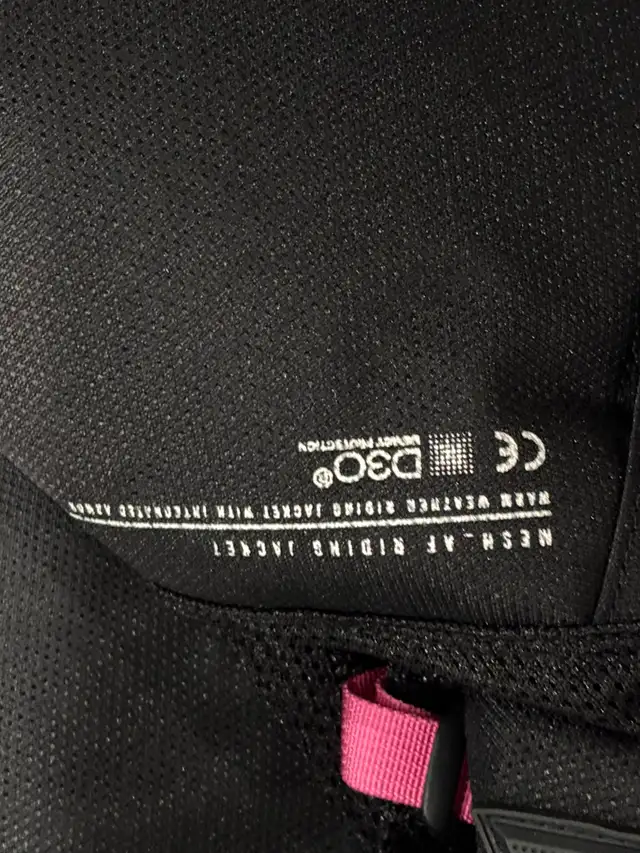 MESH_AF RIDING JACKET
WARM WEATHER RIDING JACKET WITH INTEGRATED ARMOR
CE D3O®
IMPACT PROTECTION